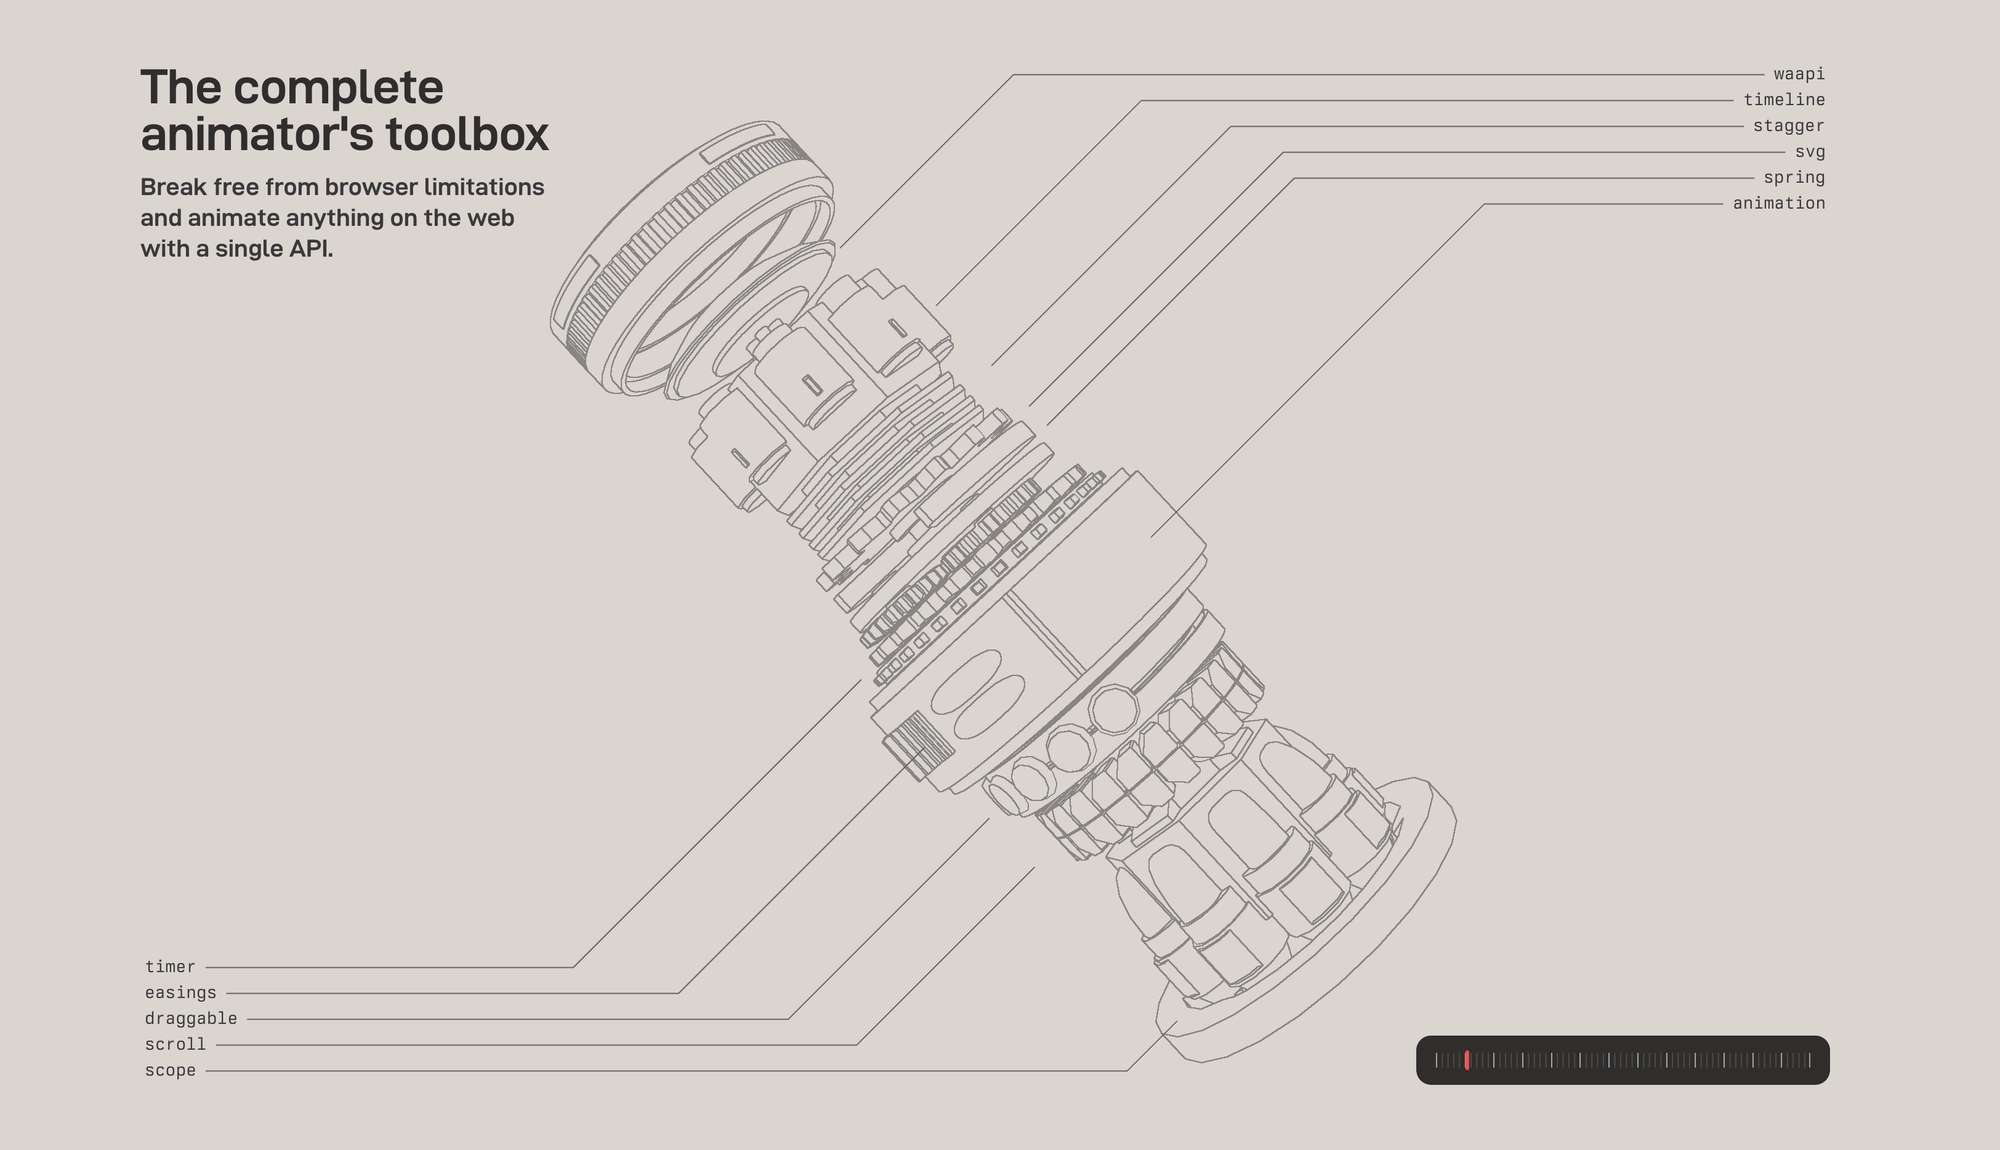 The complete
animator's toolbox
Break free from browser limitations
and animate anything on the web
with a single API.
waapi
timeline
stagger
svg
spring
animation
timer
easings
draggable
scroll
scope